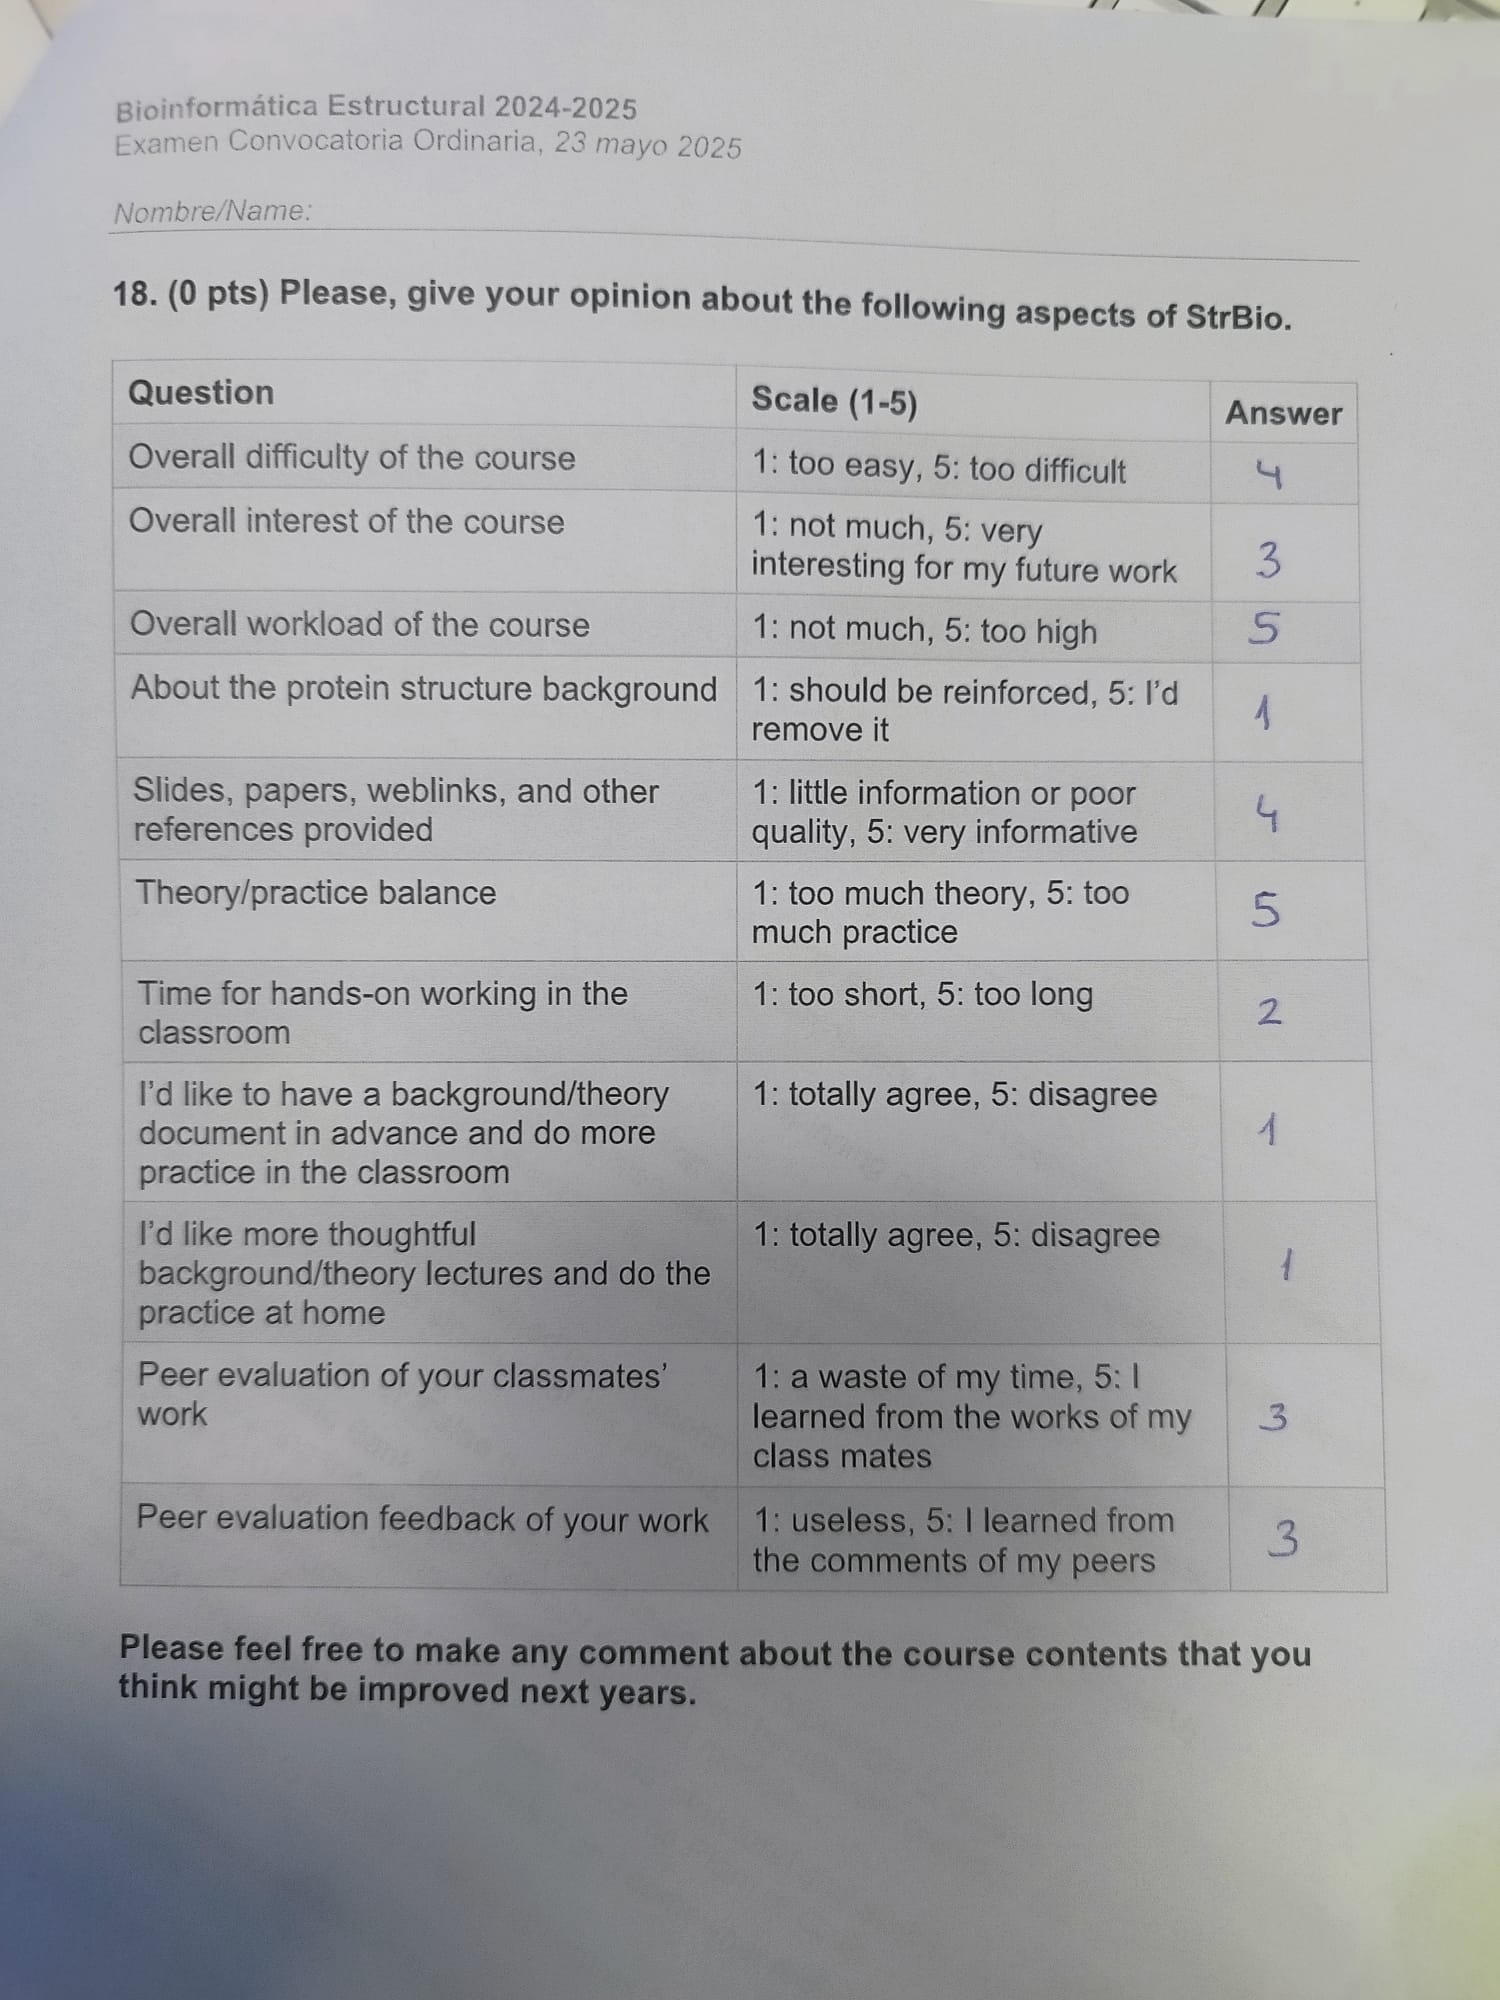 Bioinformática Estructural 2024-2025
Examen Convocatoria Ordinaria, 23 mayo 2025
Nombre/Name:
18. (0 pts) Please, give your opinion about the following aspects of StrBio.
Question Scale (1-5) Answer
Overall difficulty of the course 1: too easy, 5: too difficult 4
Overall interest of the course 1: not much, 5: very
interesting for my future work 3
Overall workload of the course 1: not much, 5: too high 5
About the protein structure background 1: should be reinforced, 5: I'd
remove it 1
Slides, papers, weblinks, and other 1: little information or poor
references provided quality, 5: very informative 4
Theory/practice balance 1: too much theory, 5: too
much practice 5
Time for hands-on working in the 1: too short, 5: too long
classroom 2
I'd like to have a background/theory 1: totally agree, 5: disagree
document in advance and do more 1
practice in the classroom
I'd like more thoughtful 1: totally agree, 5: disagree
background/theory lectures and do the 1
practice at home
Peer evaluation of your classmates' 1: a waste of my time, 5: I
work learned from the works of my 3
class mates
Peer evaluation feedback of your work 1: useless, 5: I learned from
the comments of my peers 3
Please feel free to make any comment about the course contents that you
think might be improved next years.